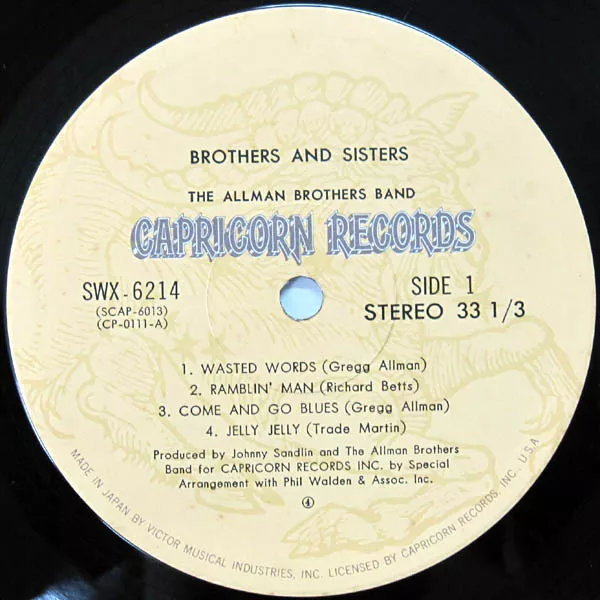 BROTHERS AND SISTERS
THE ALLMAN BROTHERS BAND
CAPRICORN RECORDS
SWX-6214
(SCAP-6013)
(CP-0111-A)
SIDE 1
STEREO 33 1/3
1. WASTED WORDS (Gregg Allman)
2. RAMBLIN' MAN (Richard Betts)
3. COME AND GO BLUES (Gregg Allman)
4. JELLY JELLY (Trade Martin)
Produced by Johnny Sandlin and The Allman Brothers
Band for CAPRICORN RECORDS INC. by Special
Arrangement with Phil Walden & Assoc. Inc.
④
MADE IN JAPAN BY VICTOR MUSICAL INDUSTRIES, INC. LICENSED BY CAPRICORN RECORDS, INC., U.S.A